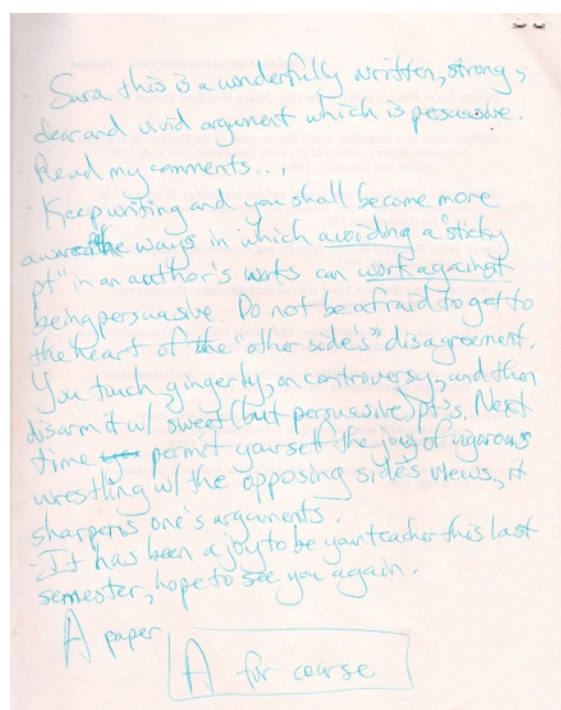 Sara this is a wonderfully written, strong,
clear and vivid argument which is persuasive.
Read my comments...
- Keep writing and you shall become more
aware of the ways in which avoiding a "sticky
pt" in an author's works can work against
being persuasive. Do not be afraid to get to
the heart of the "other side's" disagreement.
You touch, gingerly, on controversy, and then
disarm it w/ sweet (but persuasive) pt's. Next
time permit yourself the joy of vigorous
wrestling w/ the opposing side's views, it
sharpens one's arguments.
- It has been a joy to be your teacher this last
semester, hope to see you again.
A paper
A for course